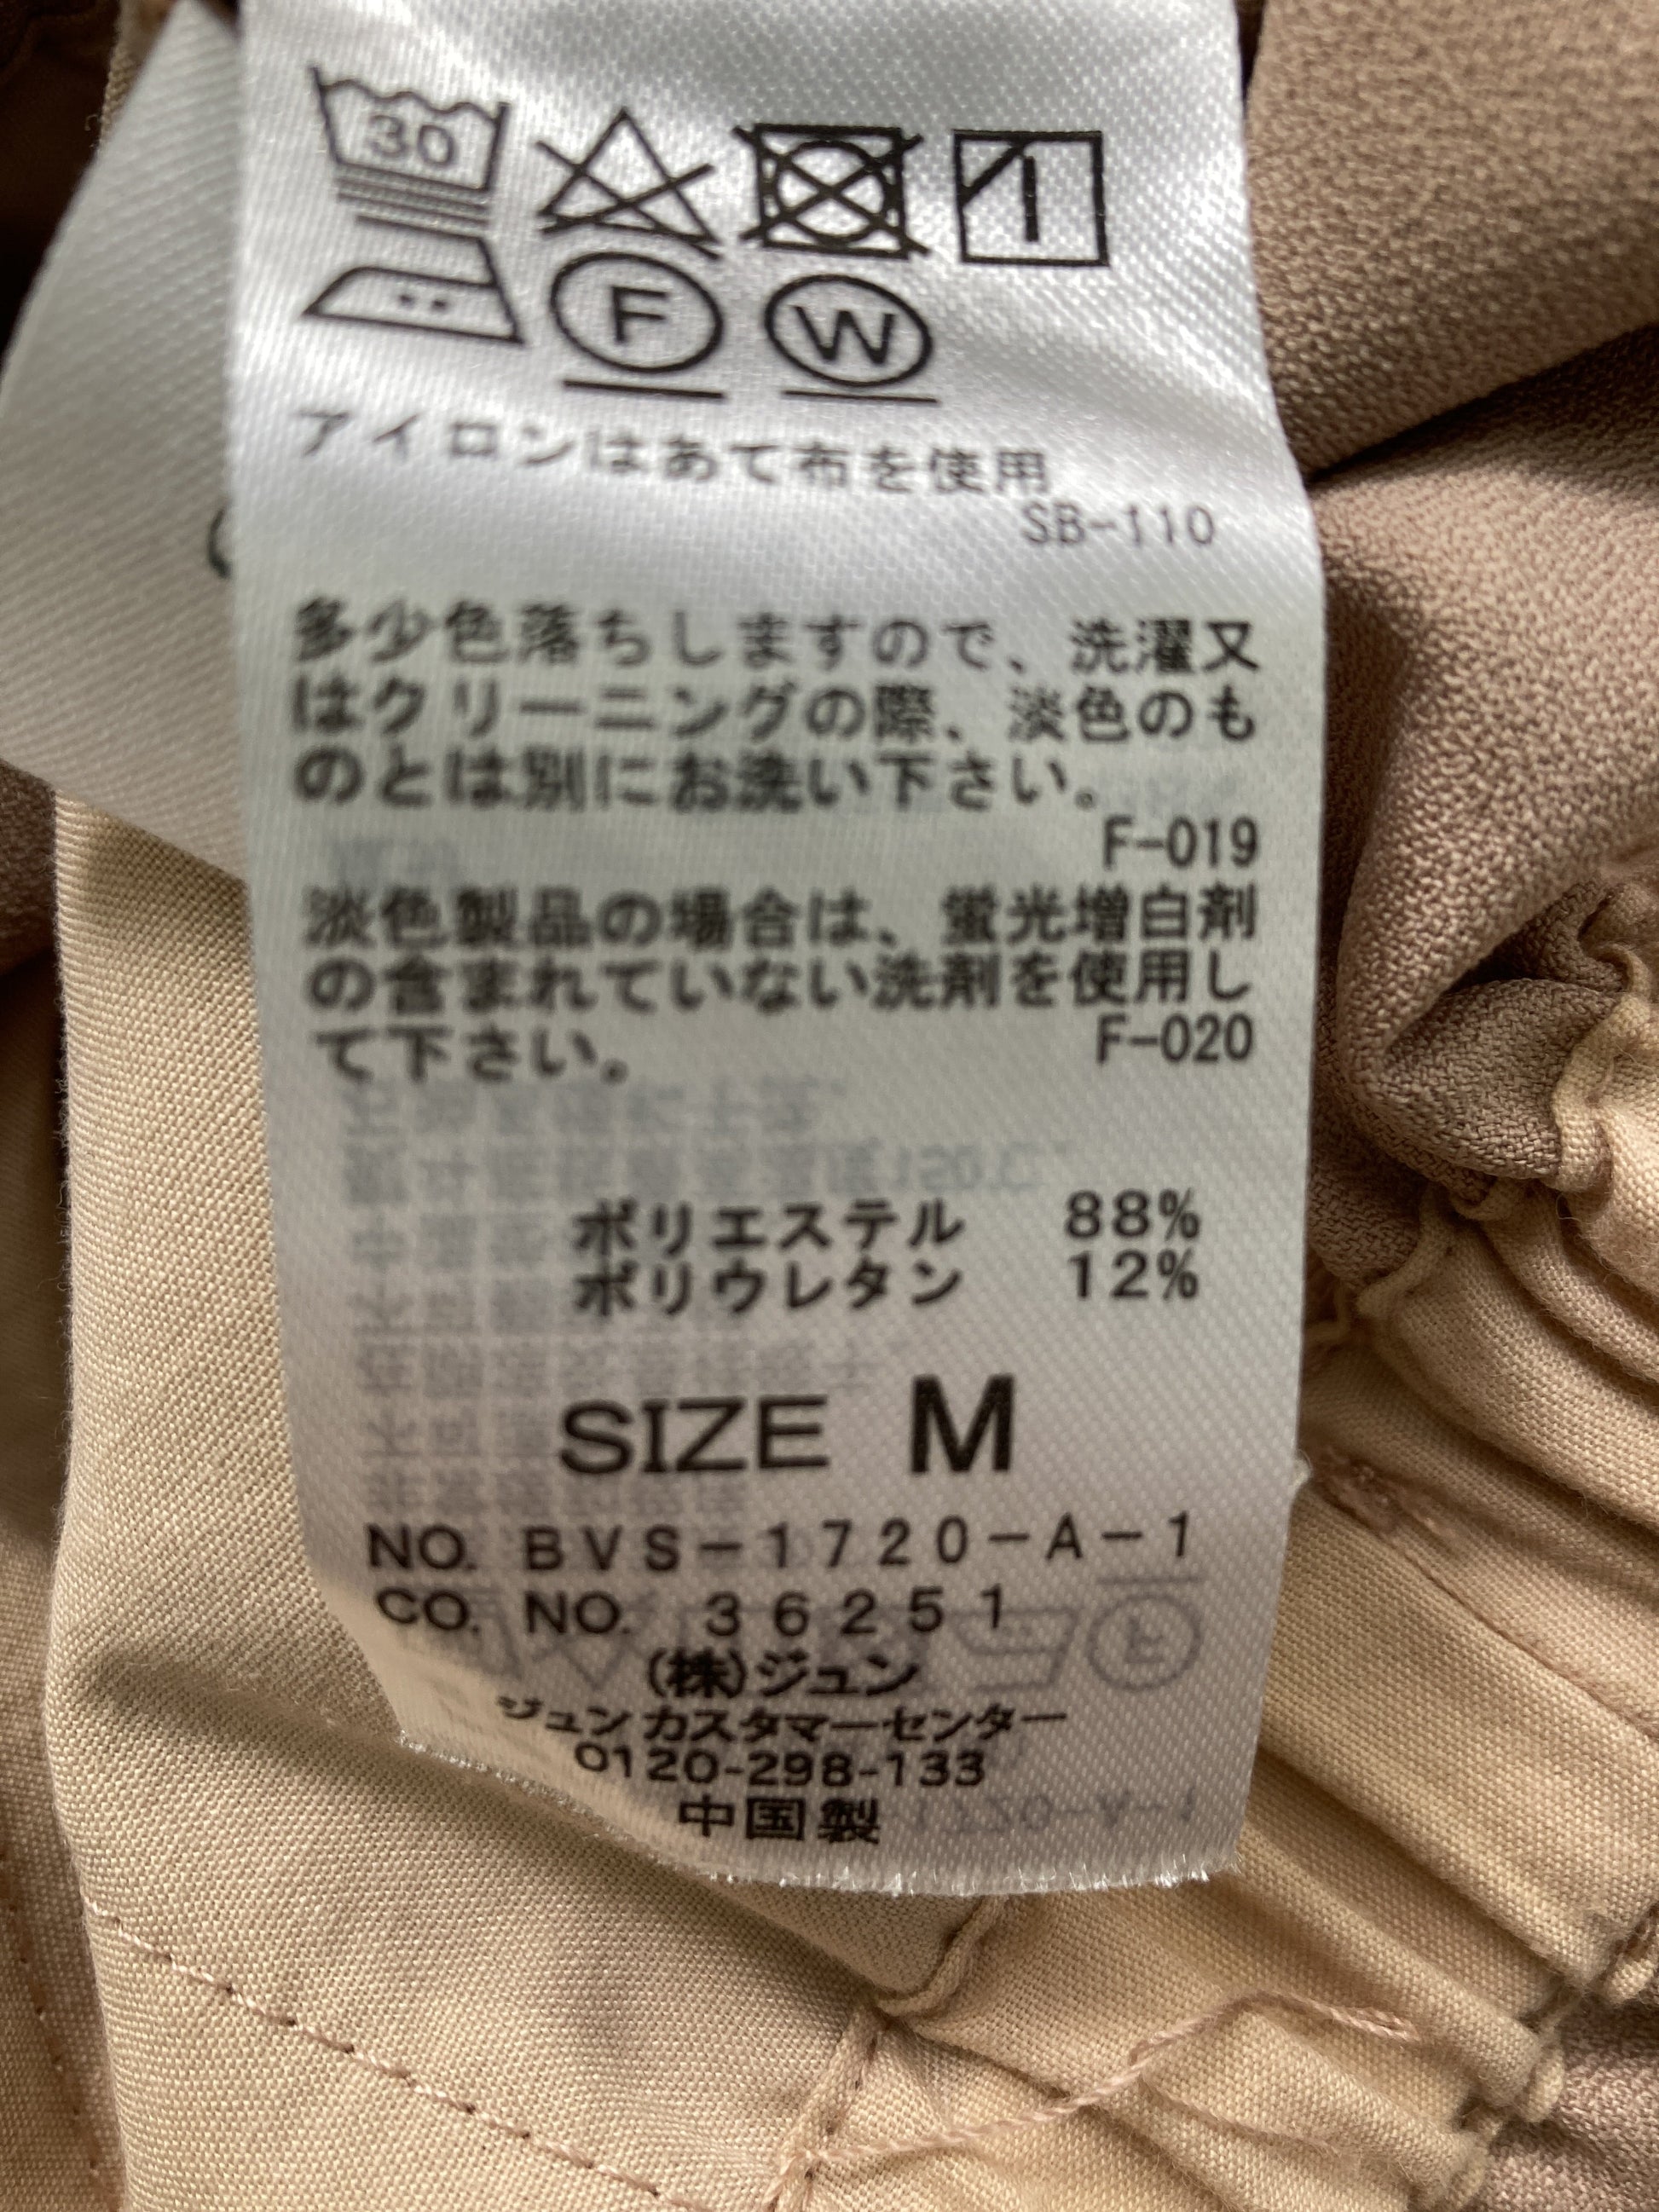 30
F W
アイロンはあて布を使用
SB-110
多少色落ちしますので、洗濯又
はクリーニングの際、淡色のも
のとは別にお洗い下さい。
F-019
淡色製品の場合は、蛍光増白剤
の含まれていない洗剤を使用し
て下さい。 F-020
ポリエステル 88%
ポリウレタン 12%
SIZE M
NO. BVS-1720-A-1
CO. NO. 36251
(株)ジュン
ジュン カスタマーセンター
0120-298-133
中国製